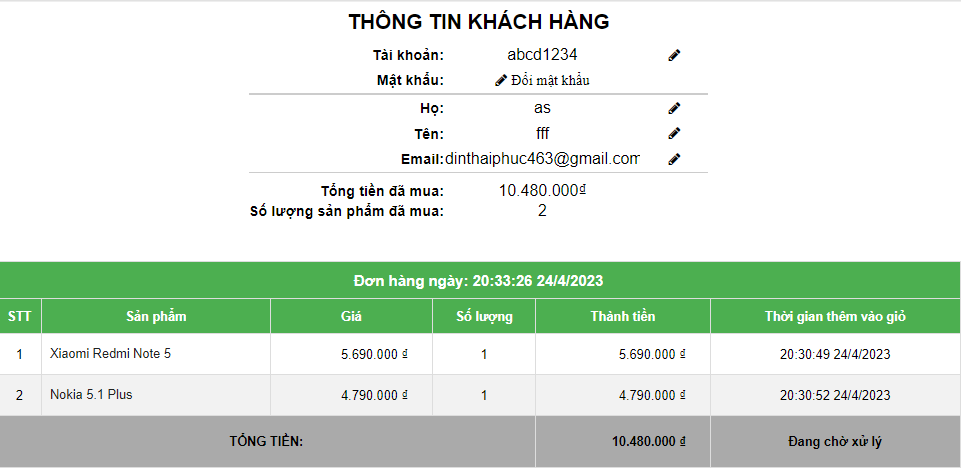 THÔNG TIN KHÁCH HÀNG
Tài khoản: abcd1234
Mật khẩu: Đổi mật khẩu
Họ: as
Tên: fff
Email: dinthaiphuc463@gmail.com
Tổng tiền đã mua: 10.480.000₫
Số lượng sản phẩm đã mua: 2
Đơn hàng ngày: 20:33:26 24/4/2023
STT Sản phẩm Giá Số lượng Thành tiền Thời gian thêm vào giỏ
1 Xiaomi Redmi Note 5 5.690.000 ₫ 1 5.690.000 ₫ 20:30:49 24/4/2023
2 Nokia 5.1 Plus 4.790.000 ₫ 1 4.790.000 ₫ 20:30:52 24/4/2023
TỔNG TIỀN: 10.480.000 ₫ Đang chờ xử lý